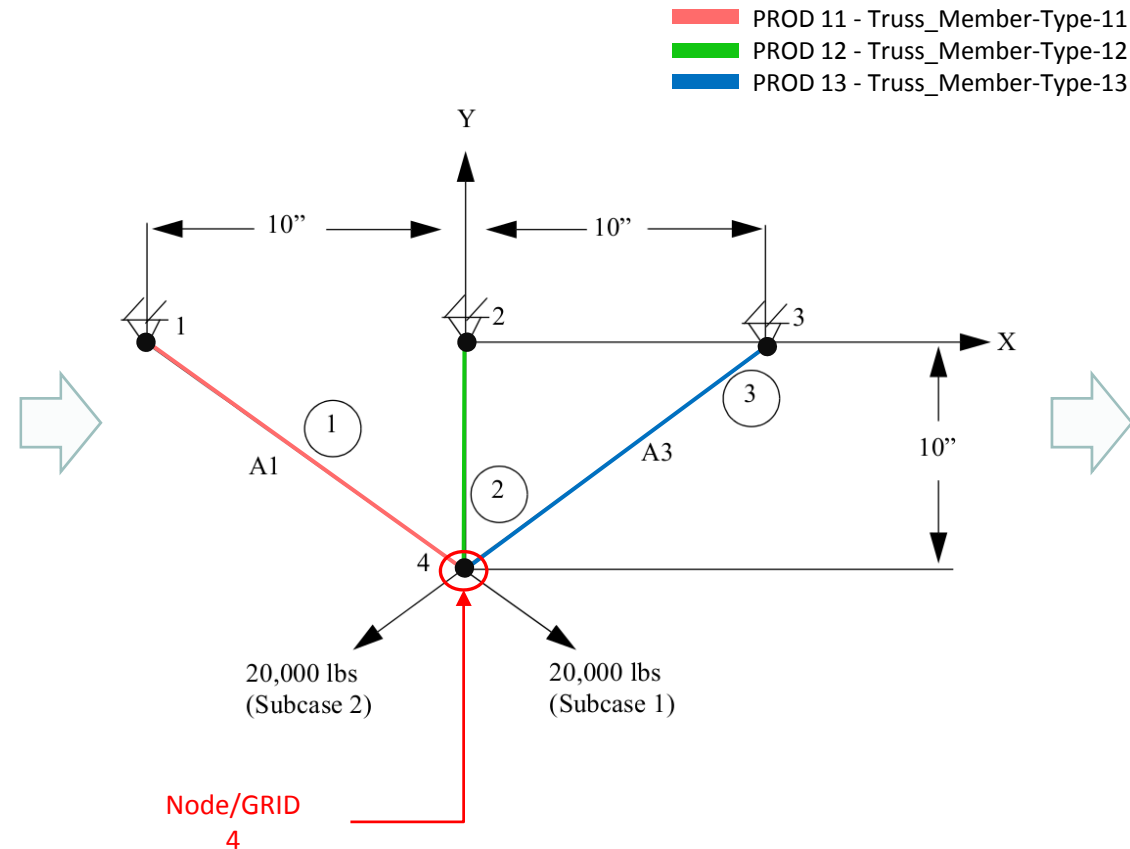 PROD 11 - Truss_Member-Type-11
PROD 12 - Truss_Member-Type-12
PROD 13 - Truss_Member-Type-13
Y
10”
10”
1
2
3
X
1
3
A1
A3
10”
2
4
20,000 lbs
(Subcase 2)
20,000 lbs
(Subcase 1)
Node/GRID
4